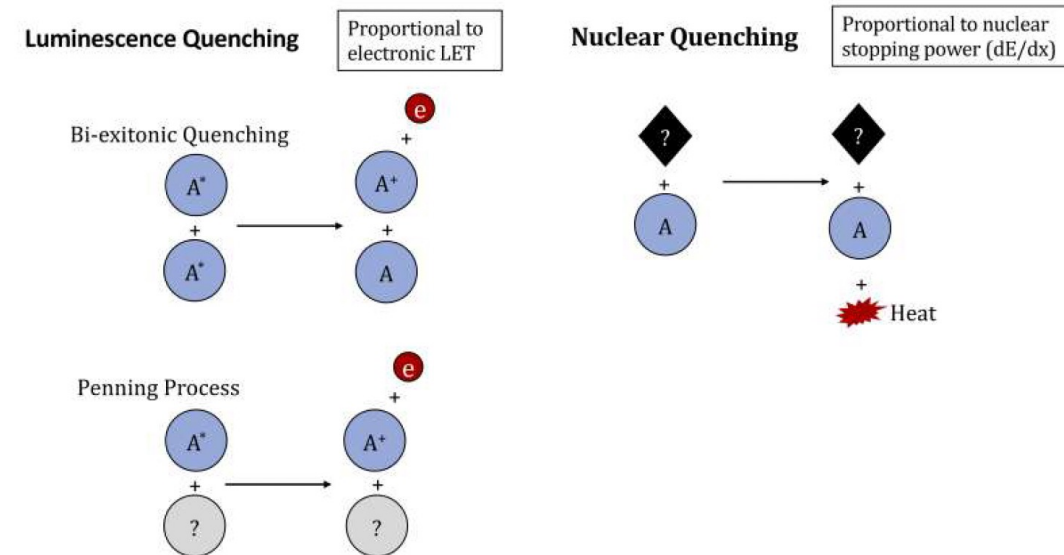 Luminescence Quenching
Proportional to
electronic LET
Bi-exitonic Quenching
A*
+
A*
e
+
A+
+
A
Penning Process
A*
+
?
e
+
A+
+
?
Nuclear Quenching
Proportional to nuclear
stopping power (dE/dx)
?
+
A
?
+
A
+
Heat